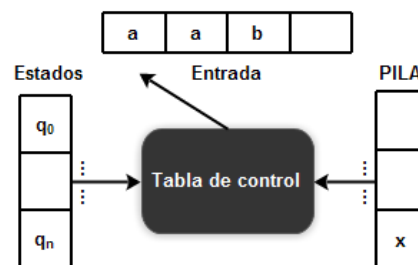 a a b
Estados Entrada PILA
q0
Tabla de control
qn x